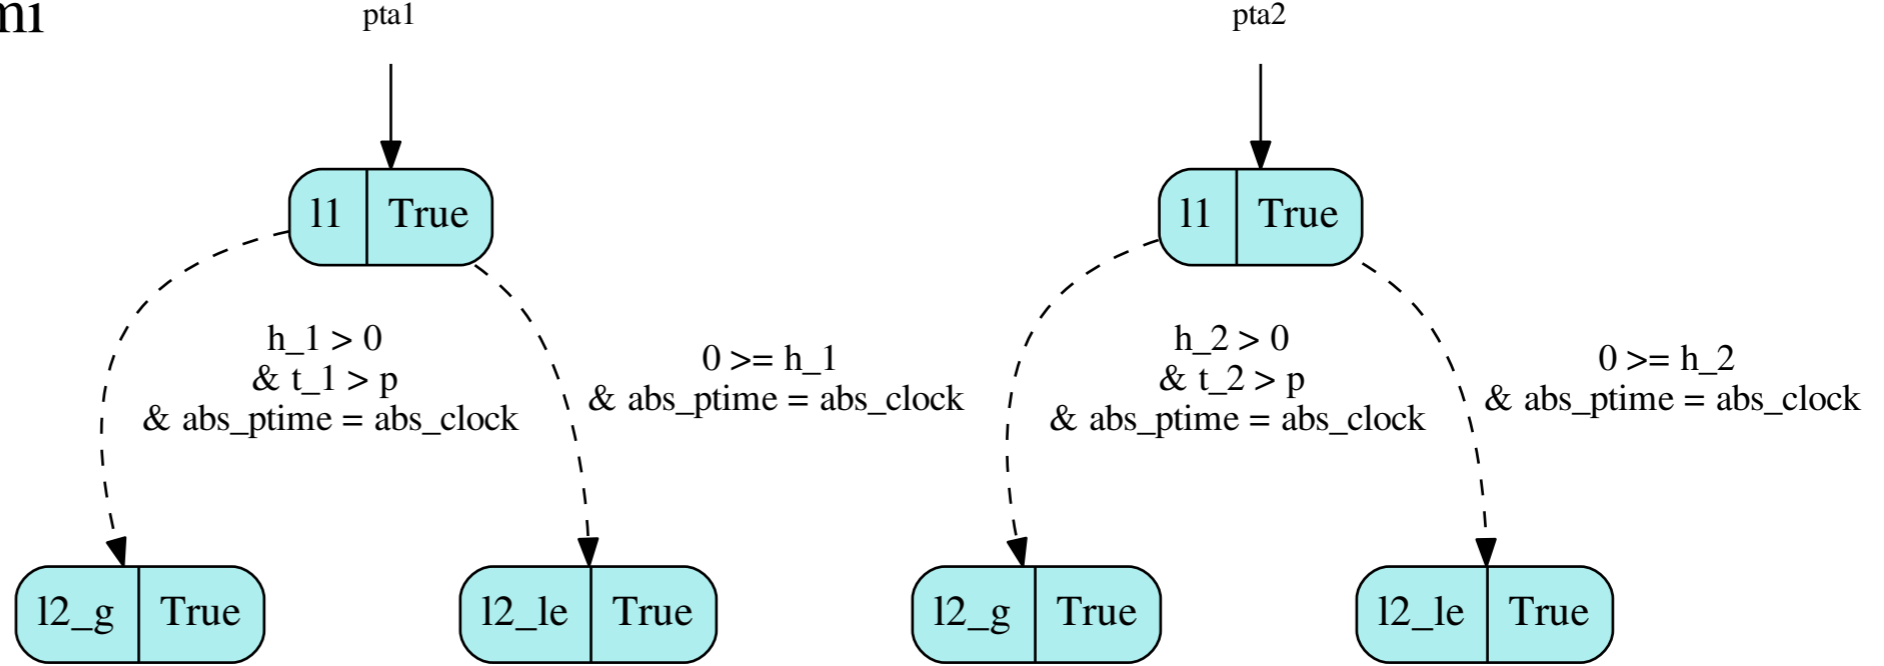 pta1
pta2
l1 True
l1 True
h_1 > 0
& t_1 > p
& abs_ptime = abs_clock
0 >= h_1
& abs_ptime = abs_clock
h_2 > 0
& t_2 > p
& abs_ptime = abs_clock
0 >= h_2
& abs_ptime = abs_clock
l2_g True
l2_le True
l2_g True
l2_le True